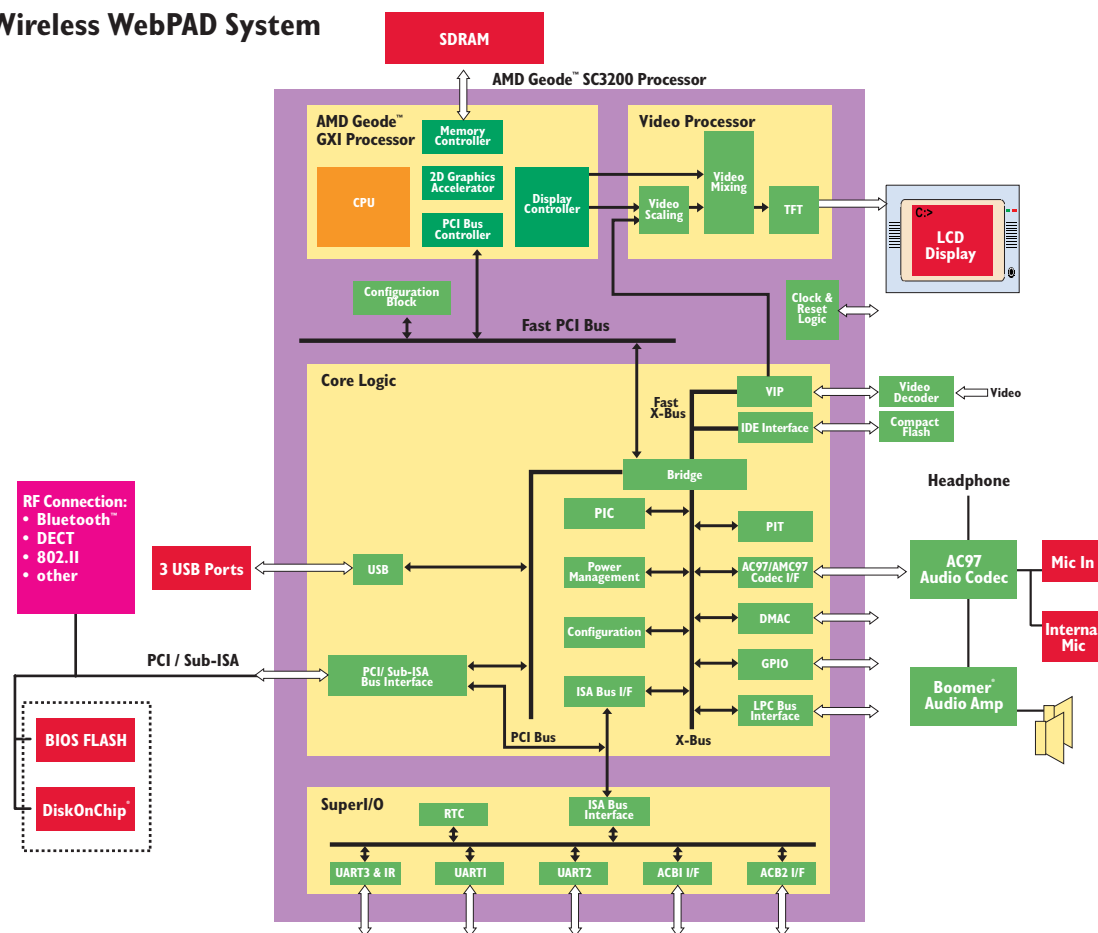 Wireless WebPAD System
SDRAM
AMD Geode™ SC3200 Processor
AMD Geode™
GXI Processor
Memory
Controller
CPU
2D Graphics
Accelerator
PCI Bus
Controller
Display
Controller
Video Processor
Video
Scaling
Video
Mixing
TFT
C:>
LCD
Display
Configuration
Block
Clock &
Reset
Logic
Fast PCI Bus
Core Logic
Fast
X-Bus
VIP
Video
Decoder
Video
IDE Interface
Compact
Flash
Bridge
Headphone
RF Connection:
• Bluetooth™
• DECT
• 802.II
• other
3 USB Ports
USB
PIC
PIT
Power
Management
AC97/AMC97
Codec I/F
AC97
Audio Codec
Mic In
Configuration
DMAC
Interna
Mic
PCI / Sub-ISA
PCI/ Sub-ISA
Bus Interface
GPIO
ISA Bus I/F
LPC Bus
Interface
Boomer®
Audio Amp
PCI Bus
X-Bus
BIOS FLASH
DiskOnChip®
SuperI/O
RTC
ISA Bus
Interface
UART3 & IR
UART1
UART2
ACB1 I/F
ACB2 I/F